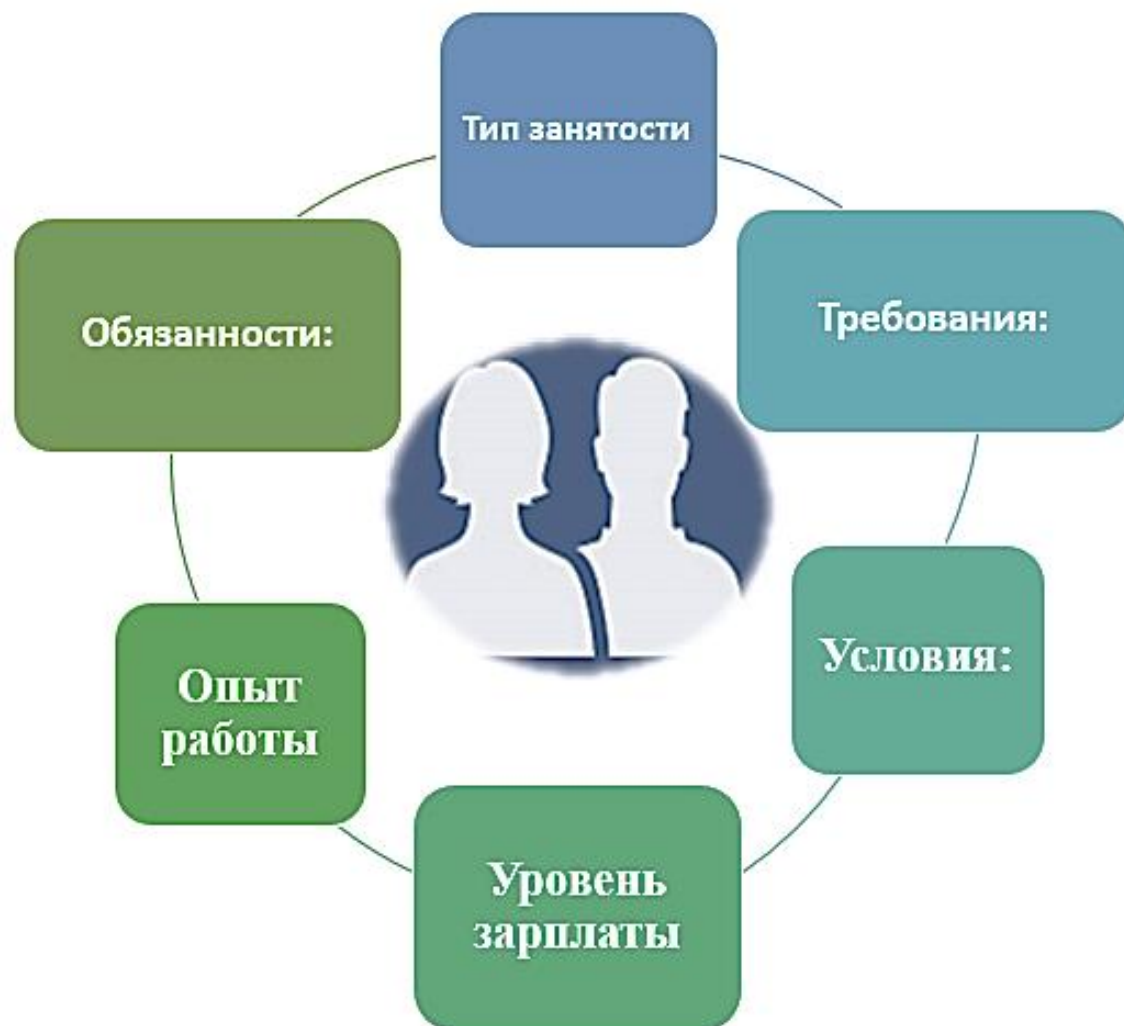 Тип занятости
Требования:
Условия:
Уровень
зарплаты
Опыт
работы
Обязанности: